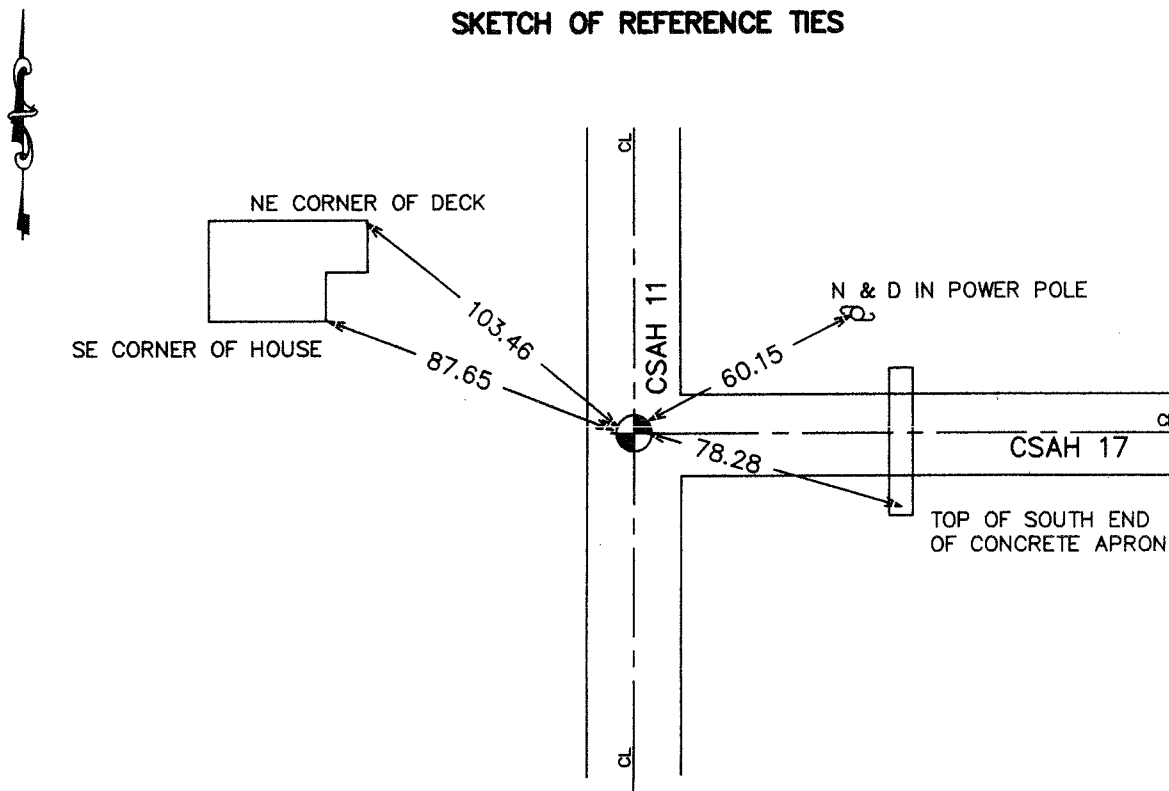 SKETCH OF REFERENCE TIES
CL
NE CORNER OF DECK
CSAH 11
N & D IN POWER POLE
103.46
SE CORNER OF HOUSE
87.65
60.15
CSAH 17
78.28
TOP OF SOUTH END
OF CONCRETE APRON
CL